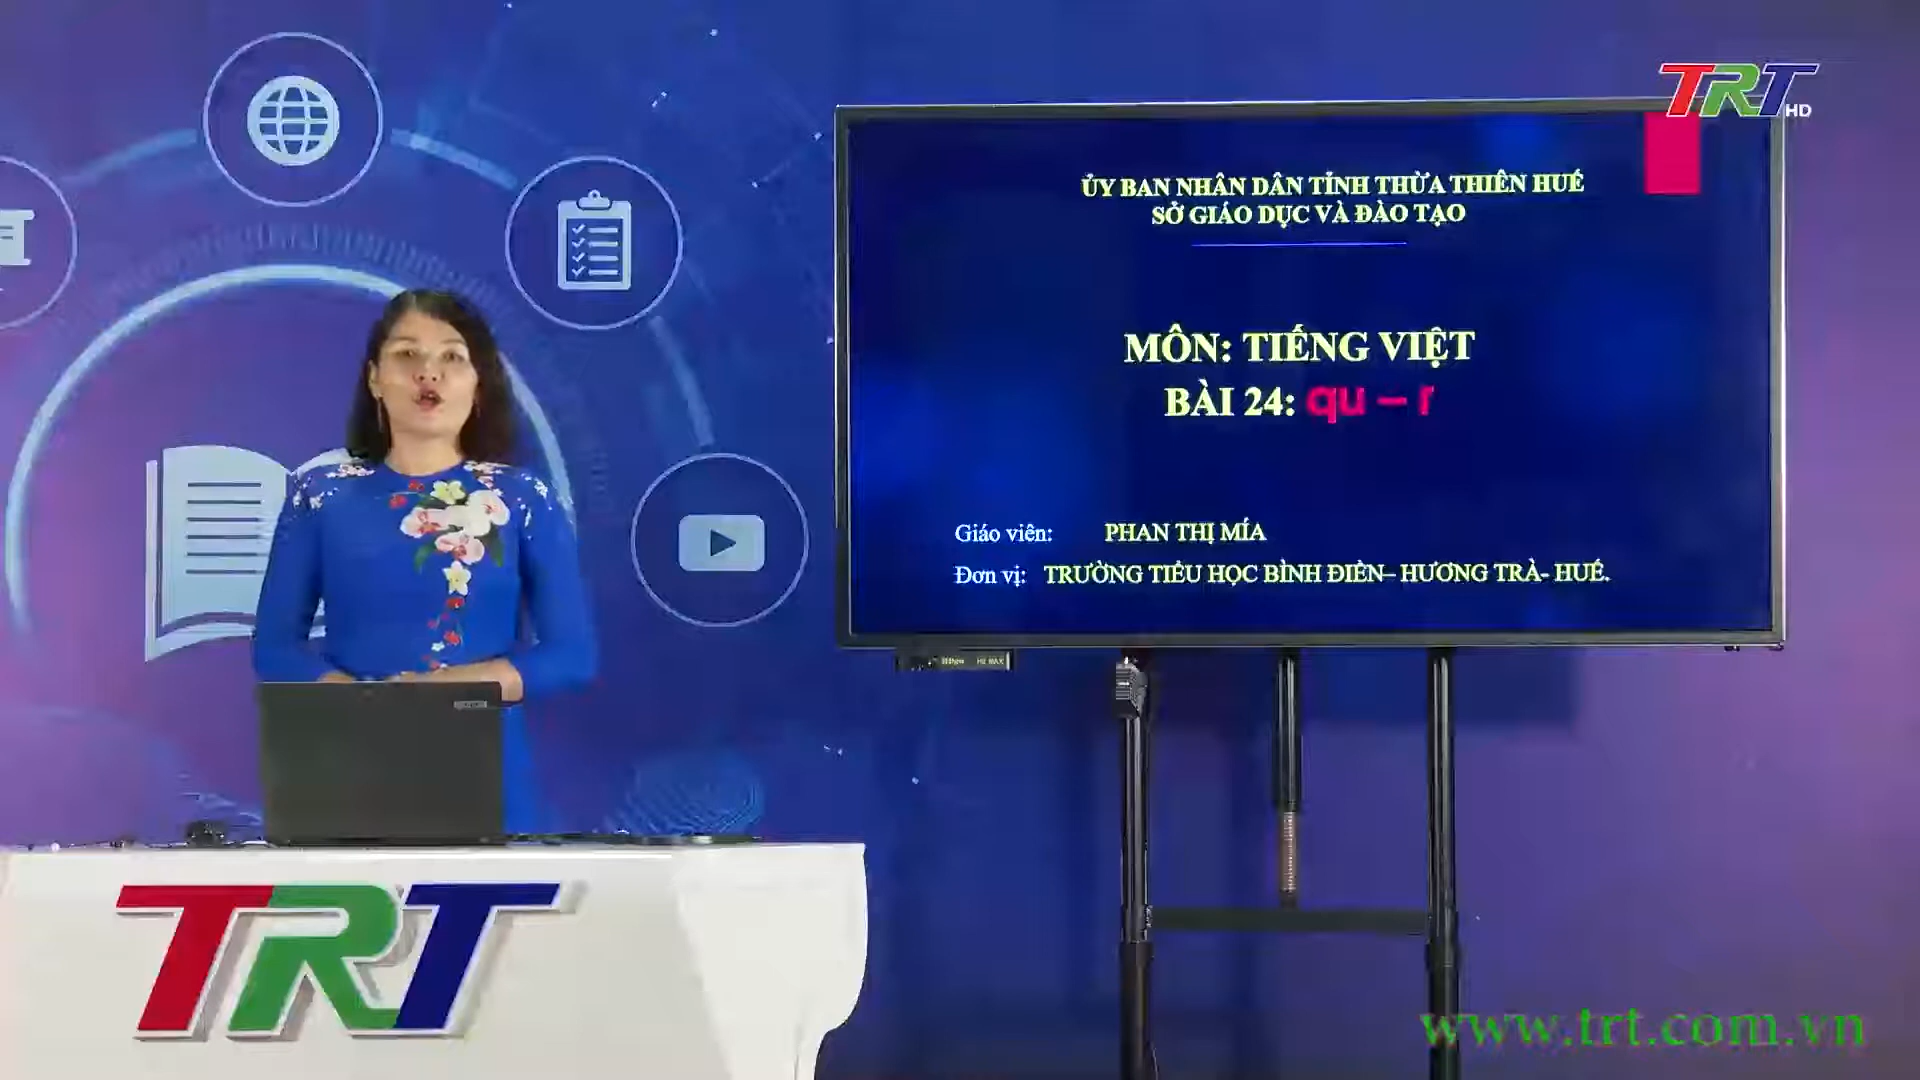 TRT HD
ỦY BAN NHÂN DÂN TỈNH THỪA THIÊN HUẾ
SỞ GIÁO DỤC VÀ ĐÀO TẠO
MÔN: TIẾNG VIỆT
BÀI 24: qu – r
Giáo viên: PHAN THỊ MÍA
Đơn vị: TRƯỜNG TIỂU HỌC BÌNH ĐIỀN– HƯƠNG TRÀ- HUẾ.
TRT
www.trt.com.vn